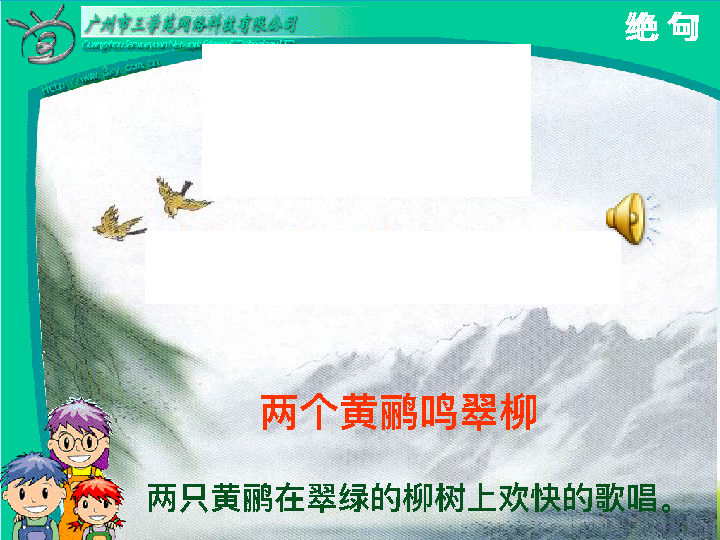 广州市三学苑网络科技有限公司
绝句
两个黄鹂鸣翠柳
两只黄鹂在翠绿的柳树上欢快的歌唱。